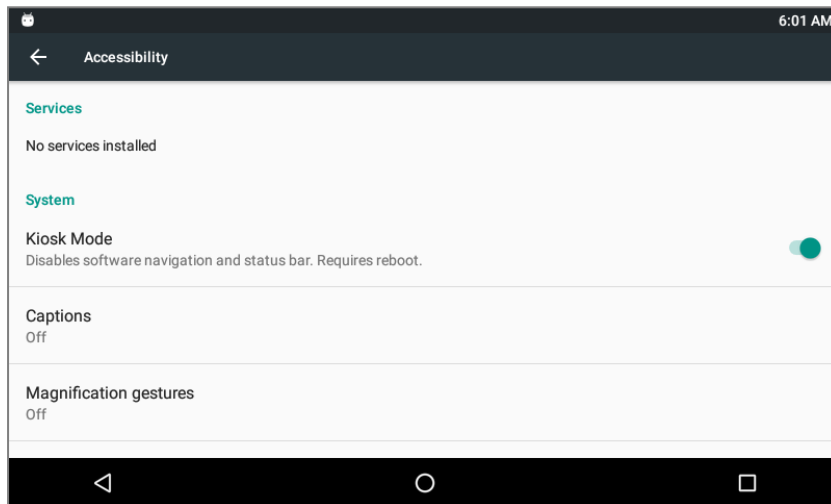 6:01 AM
Accessibility
Services
No services installed
System
Kiosk Mode
Disables software navigation and status bar. Requires reboot.
Captions
Off
Magnification gestures
Off